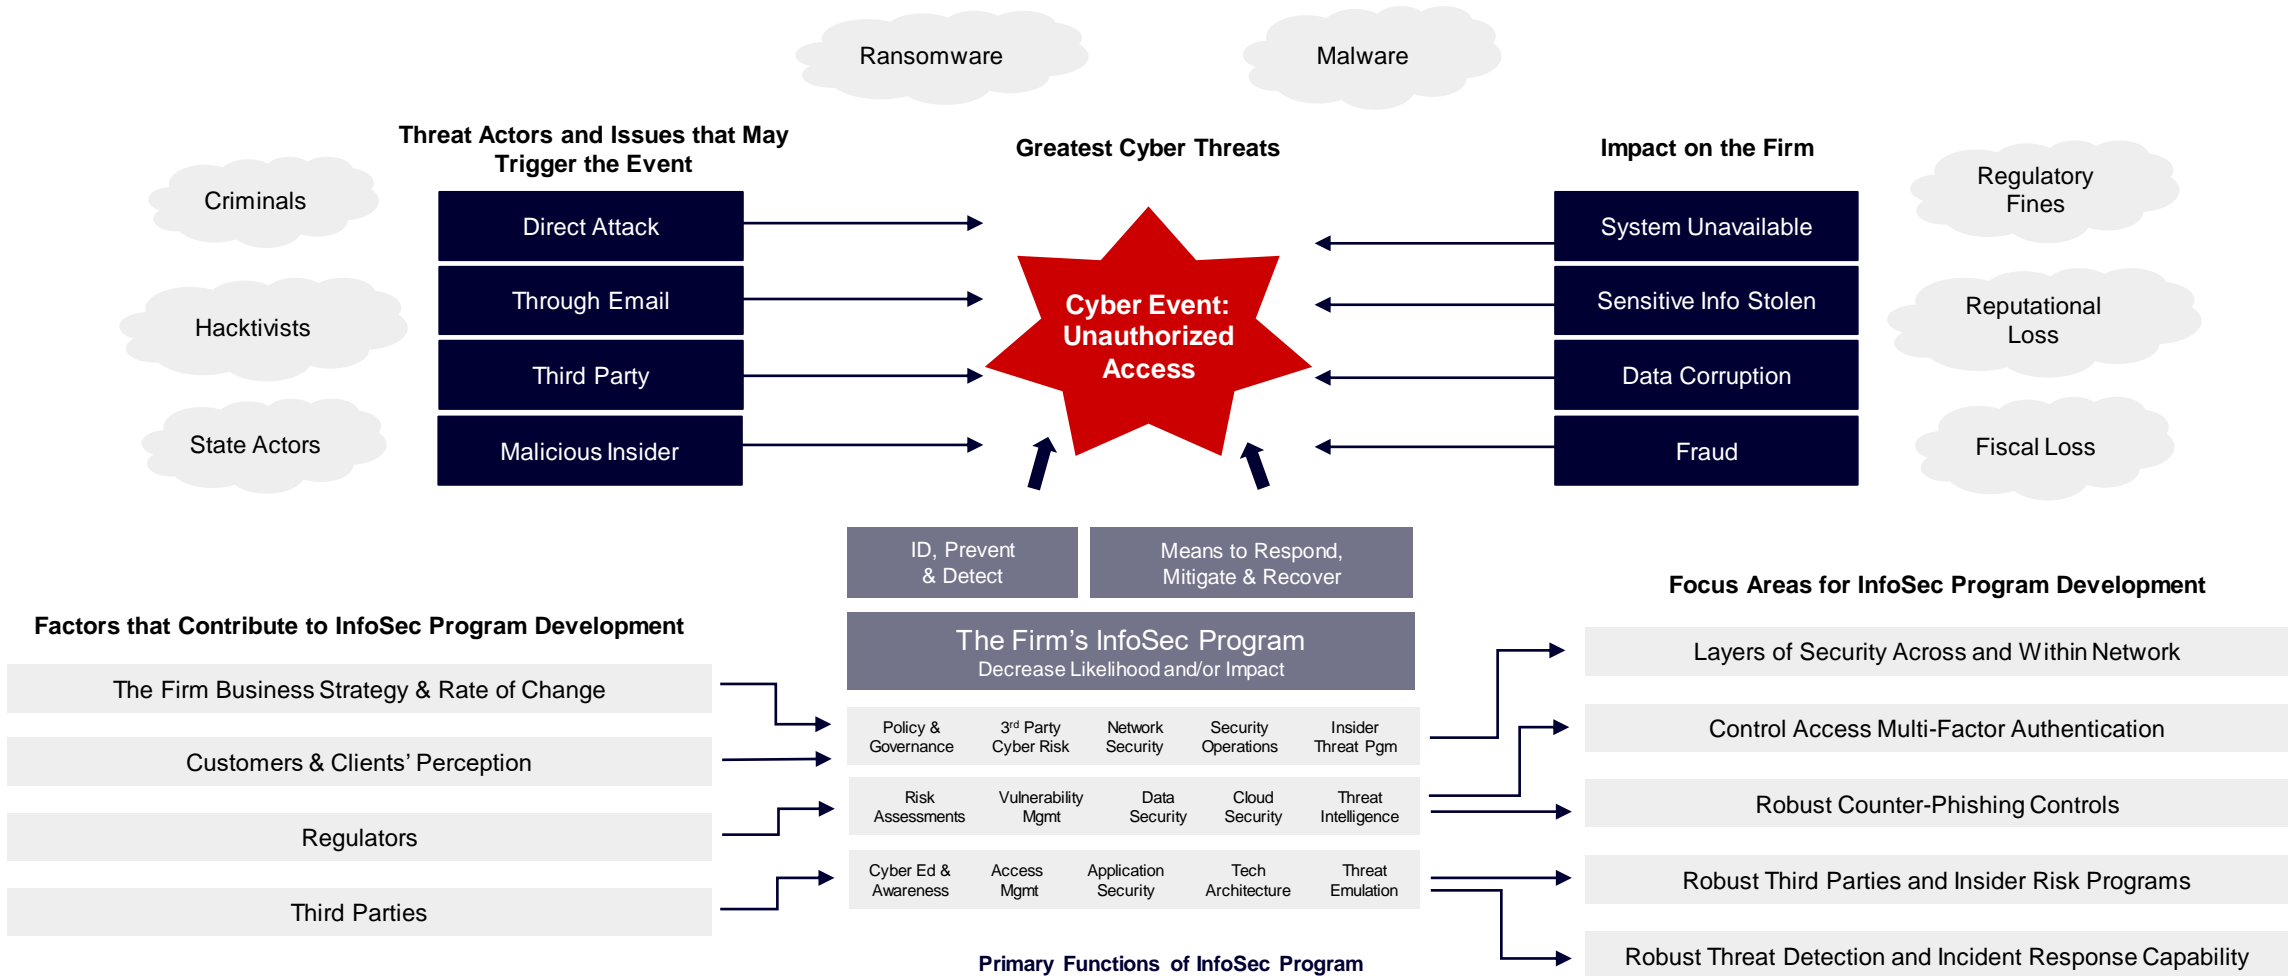 Ransomware
Malware
Threat Actors and Issues that May
Trigger the Event
Greatest Cyber Threats
Impact on the Firm
Criminals
Hacktivists
State Actors
Direct Attack
Through Email
Third Party
Malicious Insider
Cyber Event:
Unauthorized
Access
System Unavailable
Sensitive Info Stolen
Data Corruption
Fraud
Regulatory
Fines
Reputational
Loss
Fiscal Loss
ID, Prevent
& Detect
Means to Respond,
Mitigate & Recover
The Firm’s InfoSec Program
Decrease Likelihood and/or Impact
Factors that Contribute to InfoSec Program Development
The Firm Business Strategy & Rate of Change
Customers & Clients’ Perception
Regulators
Third Parties
Policy &
Governance
3rd Party
Cyber Risk
Network
Security
Security
Operations
Insider
Threat Pgm
Risk
Assessments
Vulnerability
Mgmt
Data
Security
Cloud
Security
Threat
Intelligence
Cyber Ed &
Awareness
Access
Mgmt
Application
Security
Tech
Architecture
Threat
Emulation
Primary Functions of InfoSec Program
Focus Areas for InfoSec Program Development
Layers of Security Across and Within Network
Control Access Multi-Factor Authentication
Robust Counter-Phishing Controls
Robust Third Parties and Insider Risk Programs
Robust Threat Detection and Incident Response Capability